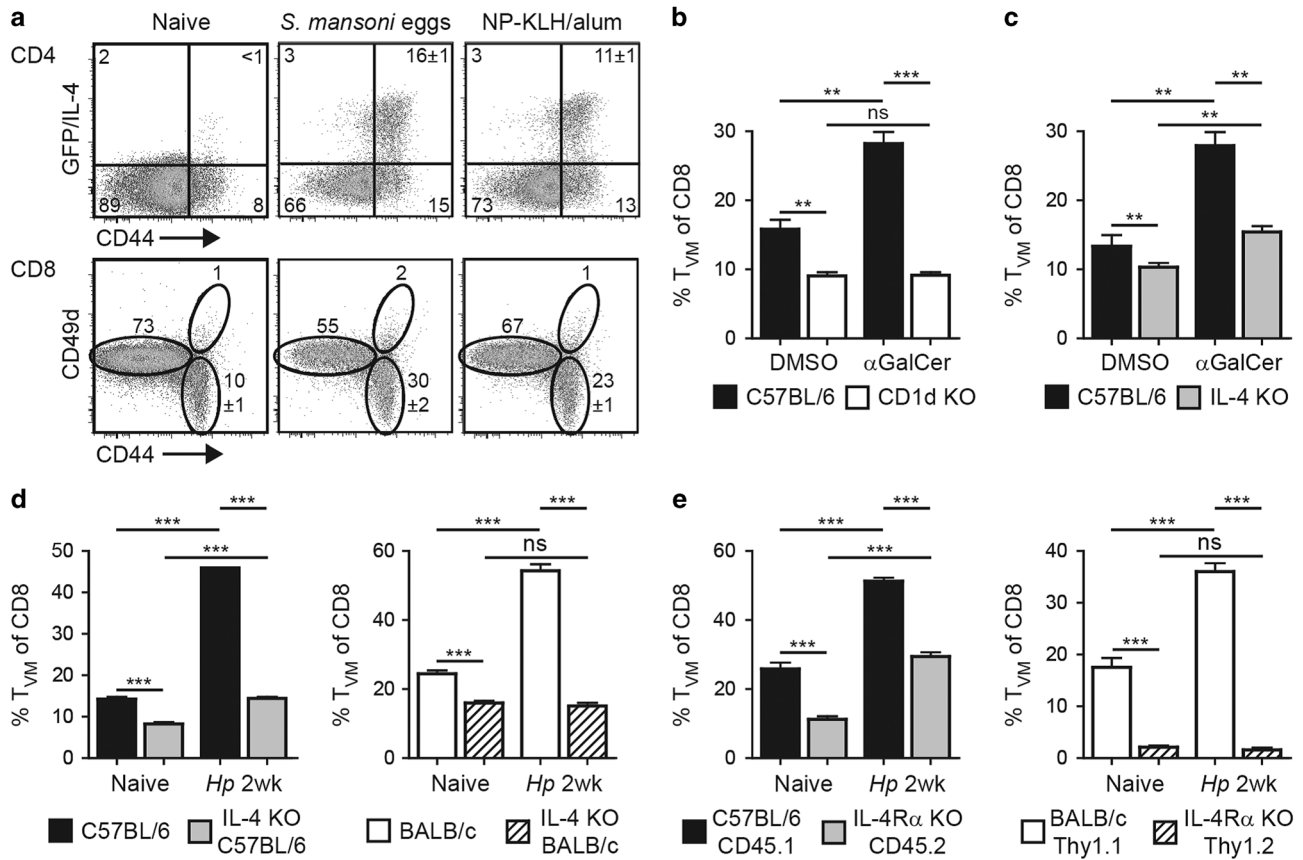 a
Naive
S. mansoni eggs
NP-KLH/alum
CD4
GFP/IL-4
2
<1
89
8
3
16±1
66
15
3
11±1
73
13
CD44
CD8
CD49d
1
73
10
±1
2
55
30
±2
1
67
23
±1
CD44
b
***
**
ns
**
% TVM of CD8
30
20
10
0
DMSO
αGalCer
C57BL/6
CD1d KO
c
**
**
**
**
% TVM of CD8
30
20
10
0
DMSO
αGalCer
C57BL/6
IL-4 KO
d
***
***
***
***
% TVM of CD8
50
40
30
20
10
0
Naive
Hp 2wk
C57BL/6
IL-4 KO
C57BL/6
***
***
ns
***
% TVM of CD8
60
40
20
0
Naive
Hp 2wk
BALB/c
IL-4 KO
BALB/c
e
***
***
***
***
% TVM of CD8
60
40
20
0
Naive
Hp 2wk
C57BL/6
CD45.1
IL-4Rα KO
CD45.2
***
***
ns
***
% TVM of CD8
40
30
20
10
0
Naive
Hp 2wk
BALB/c
Thy1.1
IL-4Rα KO
Thy1.2